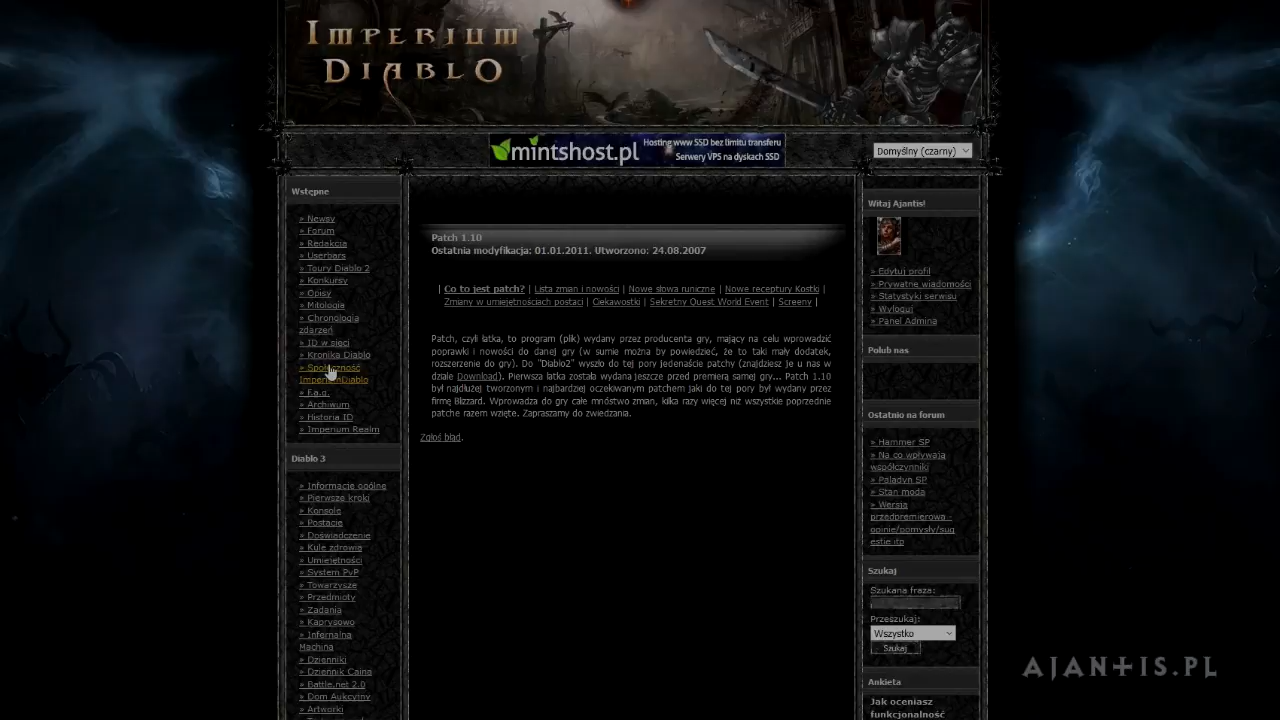 IMPERIUM
DIABLO
mintshost.pl
Hosting www SSD bez limitu transferu
Serwery VPS na dyskach SSD
Domyślny (czarny)
Wstępne
» Newsy
» Forum
» Redakcja
» Userbars
» Toury Diablo 2
» Konkursy
» Opisy
» Mitologia
» Chronologia
zdarzeń
» ID w sieci
» Kronika Diablo
» Społeczność
ImperiumDiablo
» F.a.q.
» Archiwum
» Historia ID
» Imperium Realm
Diablo 3
» Informacje ogólne
» Pierwsze kroki
» Konsole
» Postacie
» Doświadczenie
» Kule zdrowia
» Umiejętności
» System PvP
» Towarzysze
» Przedmioty
» Zadania
» Kaprysowo
» Infernalna
Machina
» Dzienniki
» Dziennik Caina
» Battle.net 2.0
» Dom Aukcyjny
» Artworki
Patch 1.10
Ostatnia modyfikacja: 01.01.2011. Utworzono: 24.08.2007
| Co to jest patch? | Lista zmian i nowości | Nowe słowa runiczne | Nowe receptury Kostki |
Zmiany w umiejętnościach postaci | Ciekawostki | Sekretny Quest World Event | Screeny |
Patch, czyli łatka, to program (plik) wydany przez producenta gry, mający na celu wprowadzić
poprawki i nowości do danej gry (w sumie można by powiedzieć, że to taki mały dodatek,
rozszerzenie do gry). Do "Diablo2" wyszło do tej pory jedenaście patchy (znajdziesz je u nas w
dziale Download). Pierwsza łatka została wydana jeszcze przed premierą samej gry... Patch 1.10
był najdłużej tworzonym i najbardziej oczekiwanym patchem jaki do tej pory był wydany przez
firmę Blizzard. Wprowadza do gry całe mnóstwo zmian, kilka razy więcej niż wszystkie poprzednie
patche razem wzięte. Zapraszamy do zwiedzania.
Zgłoś błąd.
Witaj Ajantis!
» Edytuj profil
» Prywatne wiadomości
» Statystyki serwisu
» Wyloguj
» Panel Admina
Polub nas
Ostatnio na forum
» Hammer SP
» Na co wpływają
współczynniki
» Paladyn SP
» Stan moda
» Wersja
przedpremierowa -
opinie/pomysły/sug
estie itp
Szukaj
Szukana fraza:
Przeszukaj:
Wszystko
Szukaj
AJANTIS.PL
Ankieta
Jak oceniasz
funkcjonalność